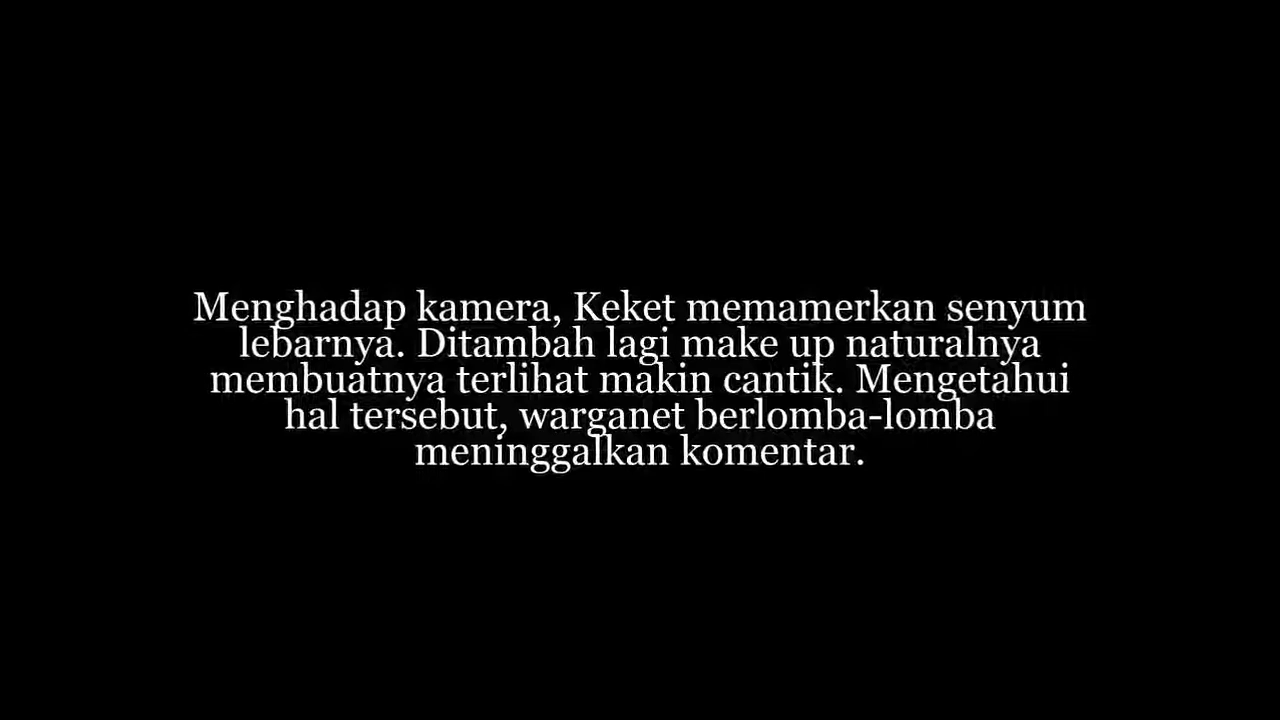 Menghadap kamera, Keket memamerkan senyum
lebarnya. Ditambah lagi make up naturalnya
membuatnya terlihat makin cantik. Mengetahui
hal tersebut, warganet berlomba-lomba
meninggalkan komentar.